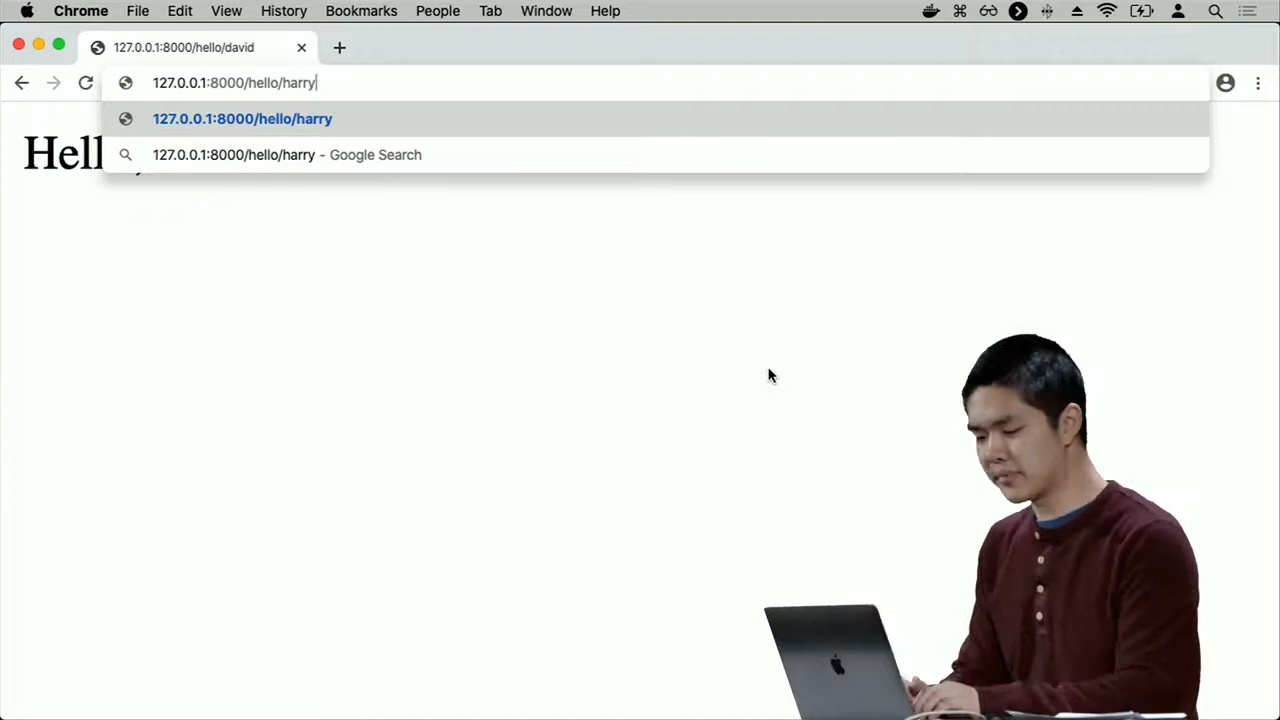 Chrome File Edit View History Bookmarks People Tab Window Help
127.0.0.1:8000/hello/david
127.0.0.1:8000/hello/harry
127.0.0.1:8000/hello/harry
127.0.0.1:8000/hello/harry - Google Search
Hell